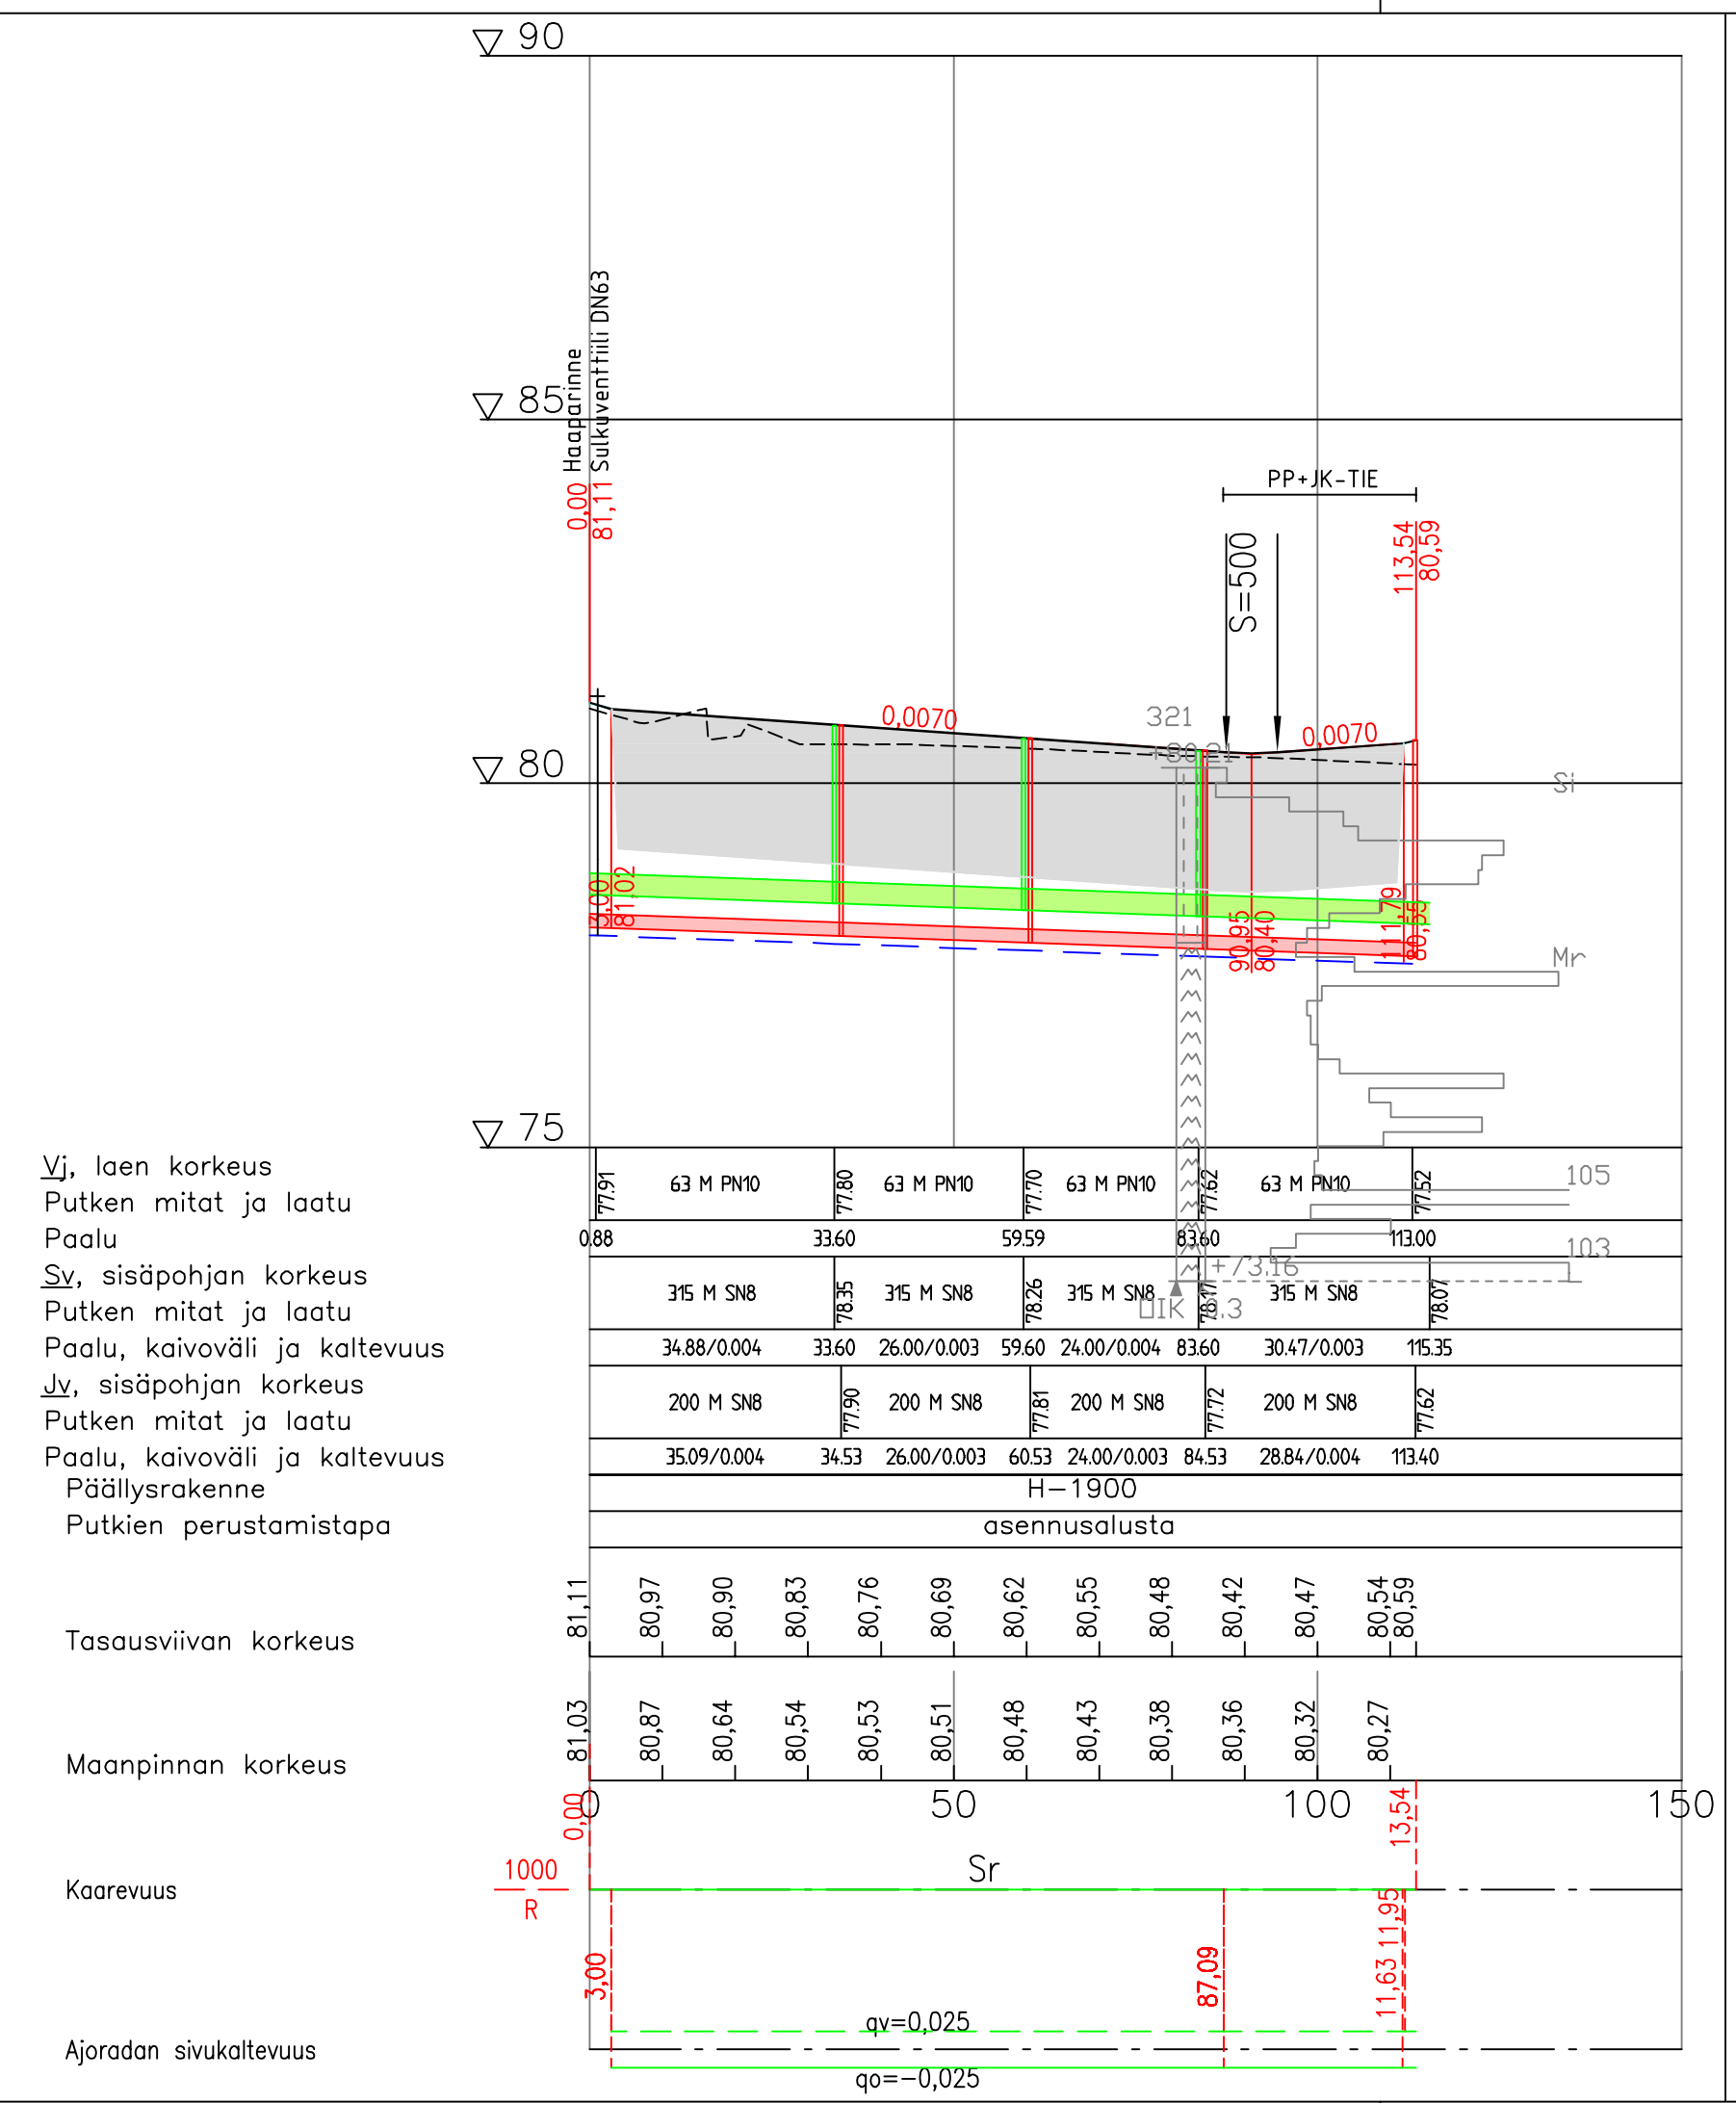 90
85
Haaparinne
Sulkuventtiili DN63
0,00
81,11
PP+JK-TIE
S=500
113,54
80,59
0,0070
321
+80.21
0,0070
80
Si
3,00
81,02
90,95
80,40
111,79
80,55
Mr
75
Vj, laen korkeus
Putken mitat ja laatu
77.91 63 M PN10 77.80 63 M PN10 77.70 63 M PN10 77.62 63 M PN10 77.52
105
Paalu 0.88 33.60 59.59 83.60 113.00
103
+73.16
Sv, sisäpohjan korkeus
Putken mitat ja laatu
315 M SN8 78.35 315 M SN8 78.26 315 M SN8 78.17 315 M SN8 78.07
Paalu, kaivoväli ja kaltevuus 34.88/0.004 33.60 26.00/0.003 59.60 24.00/0.004 83.60 30.47/0.003 115.35
Jv, sisäpohjan korkeus
Putken mitat ja laatu
200 M SN8 77.90 200 M SN8 77.81 200 M SN8 77.72 200 M SN8 77.62
Paalu, kaivoväli ja kaltevuus 35.09/0.004 34.53 26.00/0.003 60.53 24.00/0.003 84.53 28.84/0.004 113.40
Päällysrakenne H-1900
Putkien perustamistapa asennusalusta
Tasausviivan korkeus 81,11 80,97 80,90 80,83 80,76 80,69 80,62 80,55 80,48 80,42 80,47 80,54 80,59
Maanpinnan korkeus 81,03 80,87 80,64 80,54 80,53 80,51 80,48 80,43 80,38 80,36 80,32 80,27
0 50 100 150
0,00
13,54
Kaarevuus 1000 R Sr
3,00 87,09 11,63 11,95
qv=0,025
Ajoradan sivukaltevuus
qo=-0,025